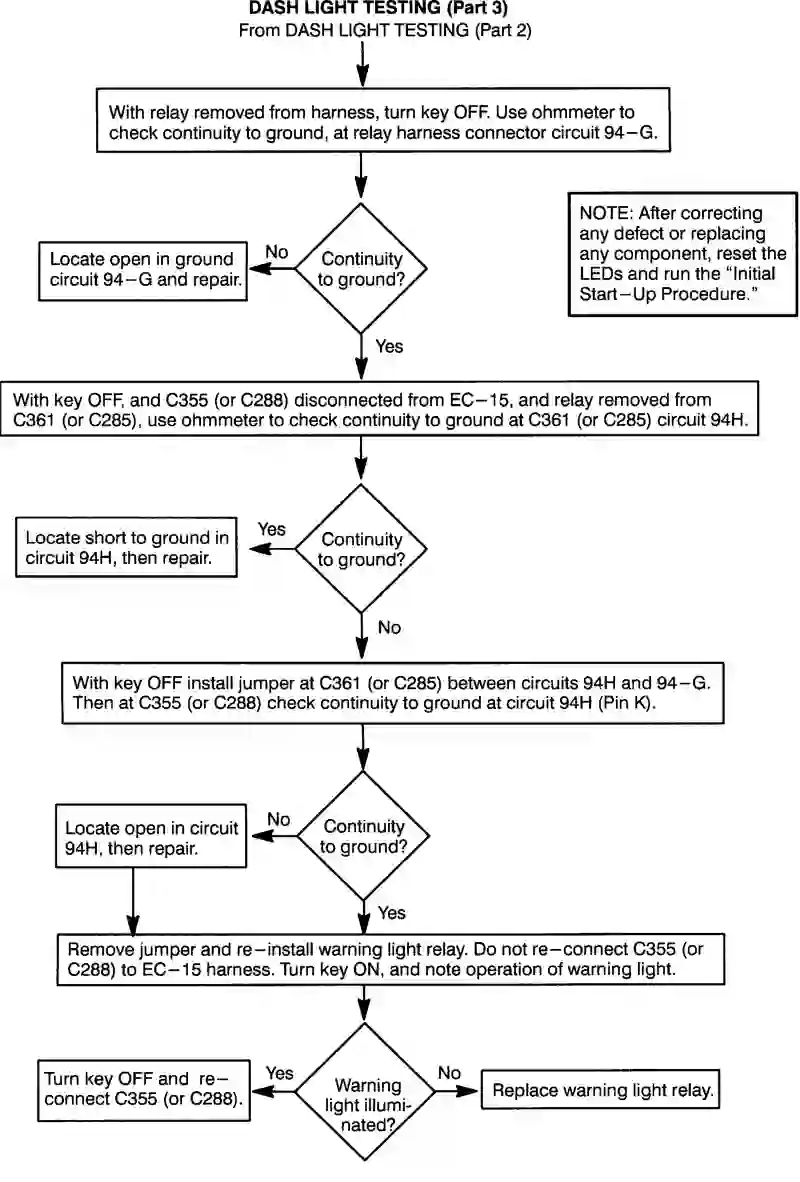 DASH LIGHT TESTING (Part 3)
From DASH LIGHT TESTING (Part 2)
With relay removed from harness, turn key OFF. Use ohmmeter to
check continuity to ground, at relay harness connector circuit 94-G.
NOTE: After correcting
any defect or replacing
any component, reset the
LEDs and run the “Initial
Start-Up Procedure.”
Continuity
to ground?
No
Locate open in ground
circuit 94-G and repair.
Yes
With key OFF, and C355 (or C288) disconnected from EC-15, and relay removed from
C361 (or C285), use ohmmeter to check continuity to ground at C361 (or C285) circuit 94H.
Continuity
to ground?
Yes
Locate short to ground in
circuit 94H, then repair.
No
With key OFF install jumper at C361 (or C285) between circuits 94H and 94-G.
Then at C355 (or C288) check continuity to ground at circuit 94H (Pin K).
Continuity
to ground?
No
Locate open in circuit
94H, then repair.
Yes
Remove jumper and re-install warning light relay. Do not re-connect C355 (or
C288) to EC-15 harness. Turn key ON, and note operation of warning light.
Warning
light illumi-
nated?
Yes
Turn key OFF and re-
connect C355 (or C288).
No
Replace warning light relay.